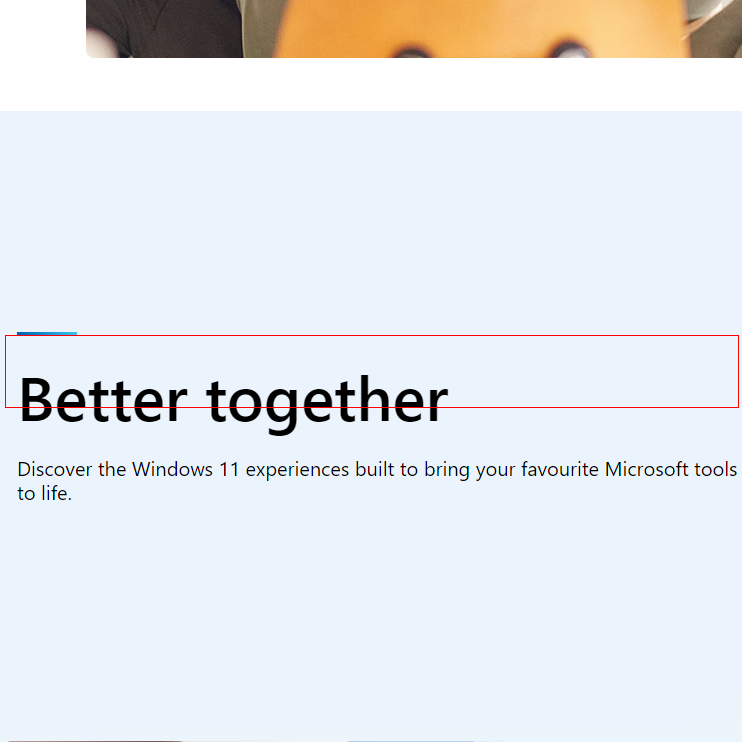 Better together
Discover the Windows 11 experiences built to bring your favourite Microsoft tools
to life.